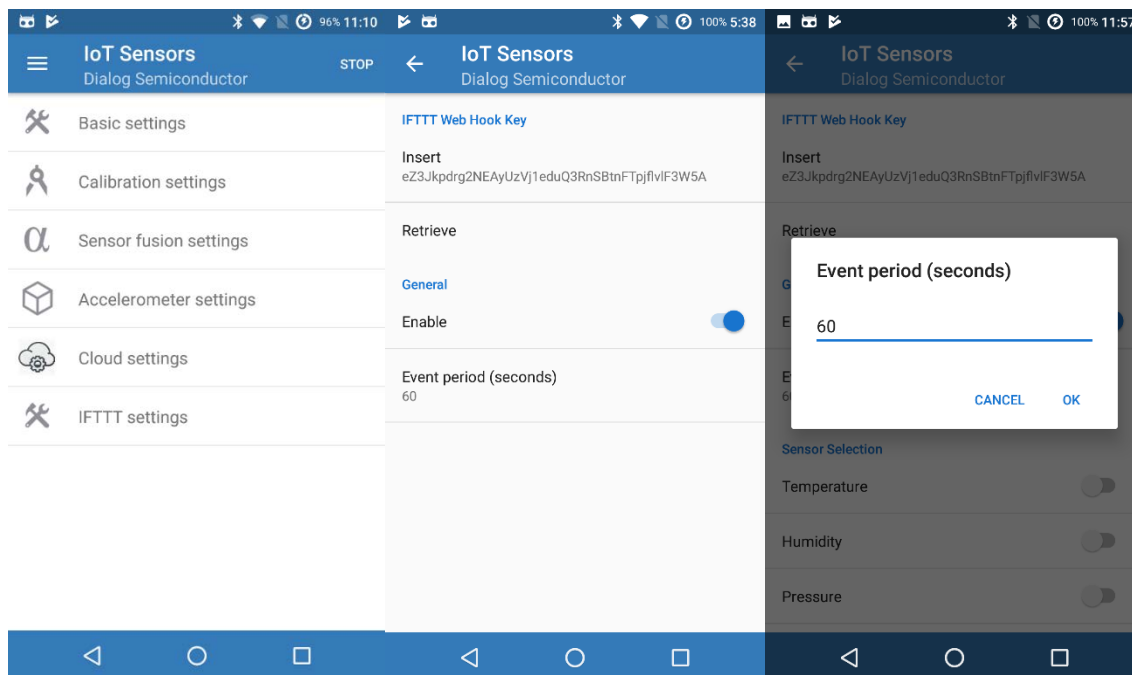 96% 11:10
IoT Sensors
Dialog Semiconductor
STOP
Basic settings
Calibration settings
α Sensor fusion settings
Accelerometer settings
Cloud settings
IFTTT settings
100% 5:38
IoT Sensors
Dialog Semiconductor
IFTTT Web Hook Key
Insert
eZ3Jkpdrg2NEAyUzVj1eduQ3RnSBtnFTpjflvlF3W5A
Retrieve
General
Enable
Event period (seconds)
60
100% 11:57
IoT Sensors
Dialog Semiconductor
IFTTT Web Hook Key
Insert
eZ3Jkpdrg2NEAyUzVj1eduQ3RnSBtnFTpjflvlF3W5A
Retrieve
Event period (seconds)
60
CANCEL OK
Sensor Selection
Temperature
Humidity
Pressure